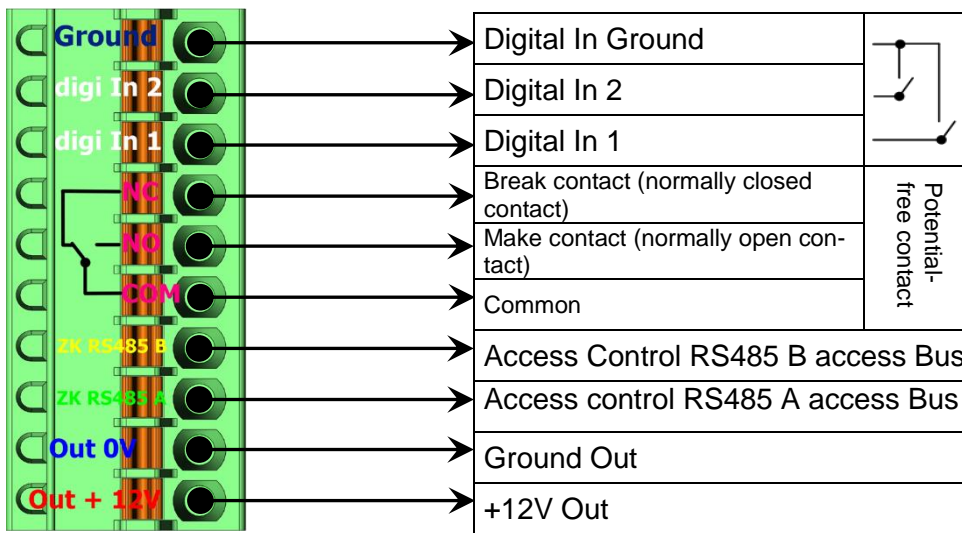 Ground
Digital In Ground
digi In 2
Digital In 2
digi In 1
Digital In 1
NC
Break contact (normally closed
contact)
NO
Make contact (normally open con-
tact)
COM
Common
Potential-
free contact
ZK RS485 B
Access Control RS485 B access Bus
ZK RS485 A
Access control RS485 A access Bus
Out 0V
Ground Out
Out + 12V
+12V Out